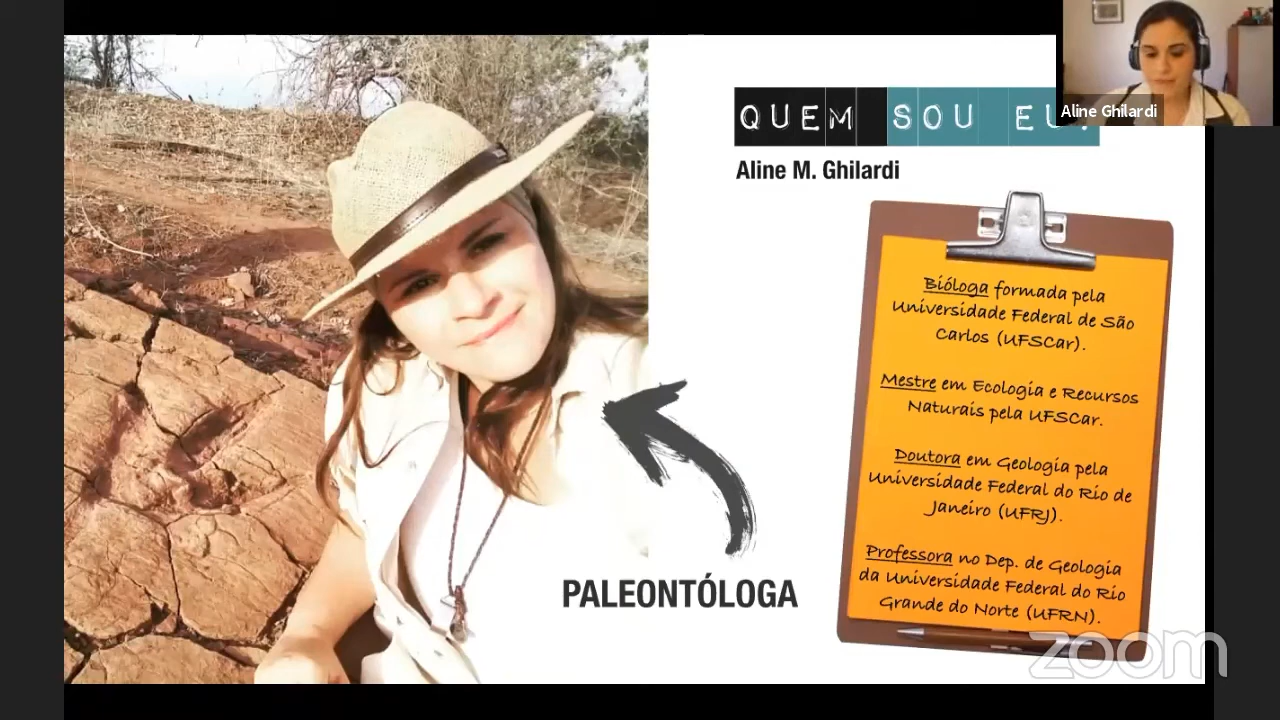 QUEM SOU EU?
Aline Ghilardi
Aline M. Ghilardi
Bióloga formada pela
Universidade Federal de São
Carlos (UFSCar).
Mestre em Ecologia e Recursos
Naturais pela UFSCar.
Doutora em Geologia pela
Universidade Federal do Rio de
Janeiro (UFRJ).
Professora no Dep. de Geologia
da Universidade Federal do Rio
Grande do Norte (UFRN).
PALEONTÓLOGA
zoom